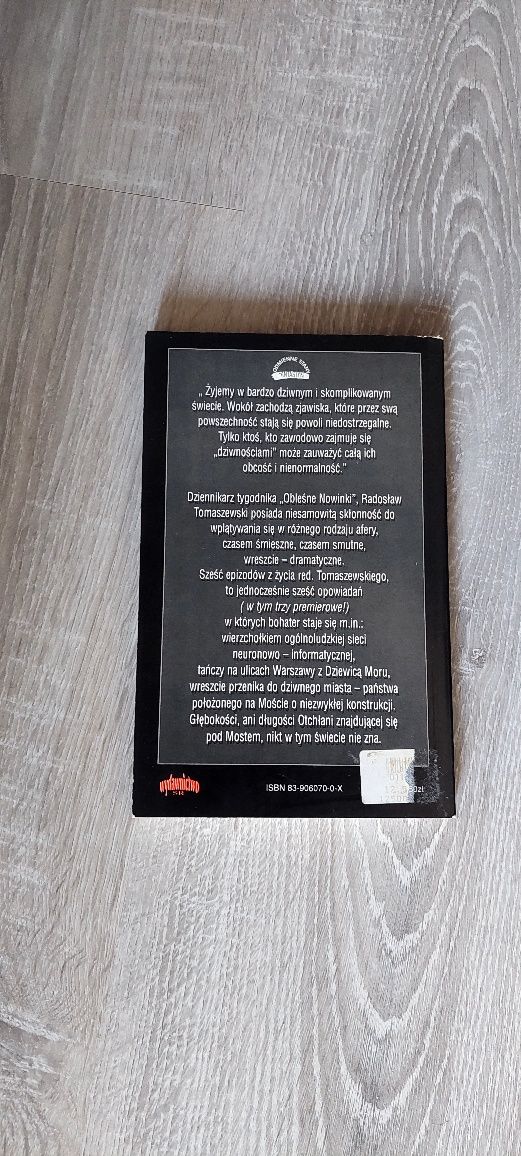 ODMIENNE STANY
„ Żyjemy w bardzo dziwnym i skomplikowanym
świecie. Wokół zachodzą zjawiska, które przez swą
powszechność stają się powoli niedostrzegalne.
Tylko ktoś, kto zawodowo zajmuje się
„dziwnościami” może zauważyć całą ich
obcość i nienormalność.”
Dziennikarz tygodnika „Obleśne Nowinki”, Radosław
Tomaszewski posiada niesamowitą skłonność do
wplątywania się w różnego rodzaju afery,
czasem śmieszne, czasem smutne,
wreszcie – dramatyczne.
Sześć epizodów z życia red. Tomaszewskiego,
to jednocześnie sześć opowiadań
( w tym trzy premierowe!)
w których bohater staje się m.in.:
wierzchołkiem ogólnoludzkiej sieci
neuronowo – informatycznej,
tańczy na ulicach Warszawy z Dziewicą Moru,
wreszcie przenika do dziwnego miasta – państwa
położonego na Moście o niezwykłej konstrukcji.
Głębokości, ani długości Otchłani znajdującej się
pod Mostem, nikt w tym świecie nie zna.
wydawnictwo
SR
ISBN 83-906070-0-X